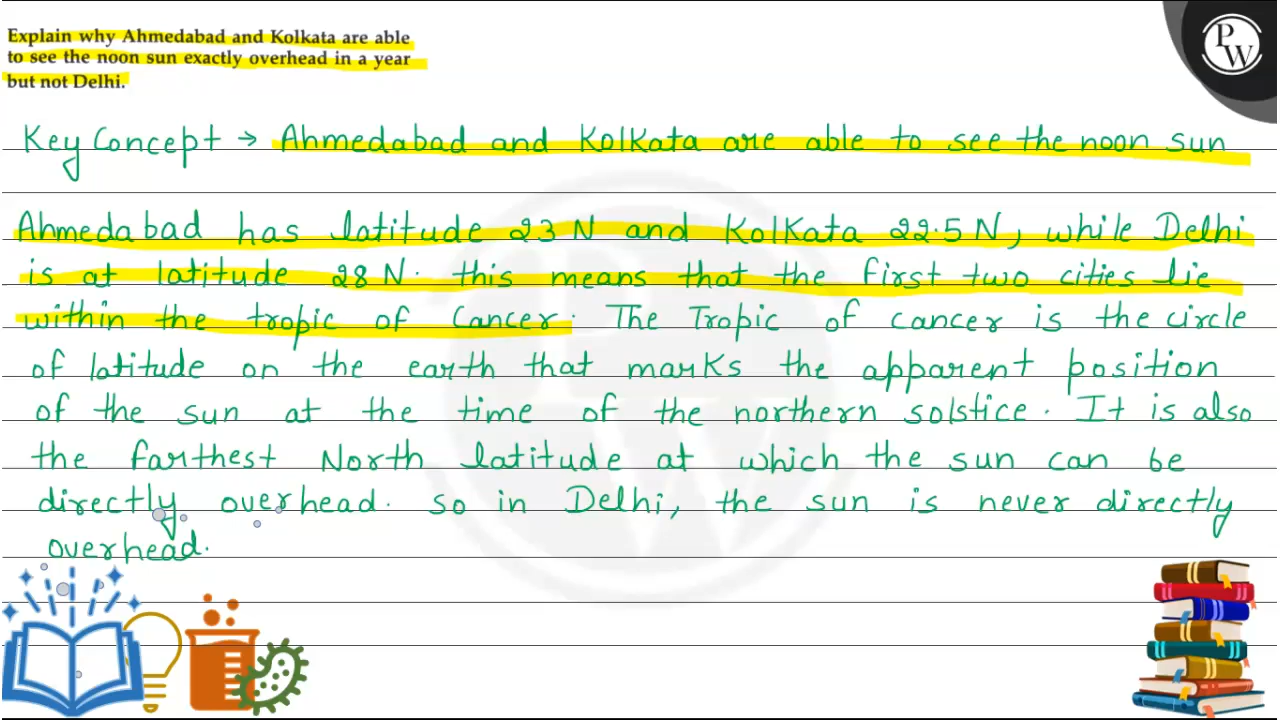 Explain why Ahmedabad and Kolkata are able
to see the noon sun exactly overhead in a year
but not Delhi.
PW
Key Concept → Ahmedabad and Kolkata are able to see the noon sun
Ahmedabad has latitude 23 N and Kolkata 22.5 N, while Delhi
is at latitude 28 N. this means that the first two cities lie
within the tropic of Cancer. The Tropic of cancer is the circle
of latitude on the earth that marks the apparent position
of the sun at the time of the northern solstice. It is also
the farthest North latitude at which the sun can be
directly overhead. So in Delhi, the sun is never directly
overhead.